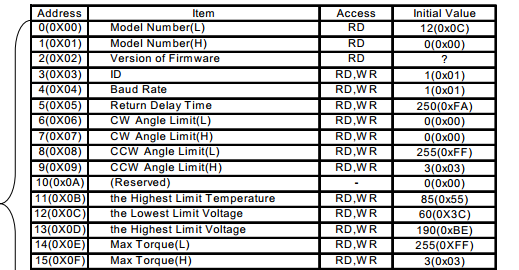 Address Item Access Initial Value
0(0X00) Model Number(L) RD 12(0x0C)
1(0X01) Model Number(H) RD 0(0x00)
2(0X02) Version of Firmware RD ?
3(0X03) ID RD,WR 1(0x01)
4(0X04) Baud Rate RD,WR 1(0x01)
5(0X05) Return Delay Time RD,WR 250(0xFA)
6(0X06) CW Angle Limit(L) RD,WR 0(0x00)
7(0X07) CW Angle Limit(H) RD,WR 0(0x00)
8(0X08) CCW Angle Limit(L) RD,WR 255(0xFF)
9(0X09) CCW Angle Limit(H) RD,WR 3(0x03)
10(0x0A) (Reserved) - 0(0x00)
11(0X0B) the Highest Limit Temperature RD,WR 85(0x55)
12(0X0C) the Lowest Limit Voltage RD,WR 60(0X3C)
13(0X0D) the Highest Limit Voltage RD,WR 190(0xBE)
14(0X0E) Max Torque(L) RD,WR 255(0XFF)
15(0X0F) Max Torque(H) RD,WR 3(0x03)